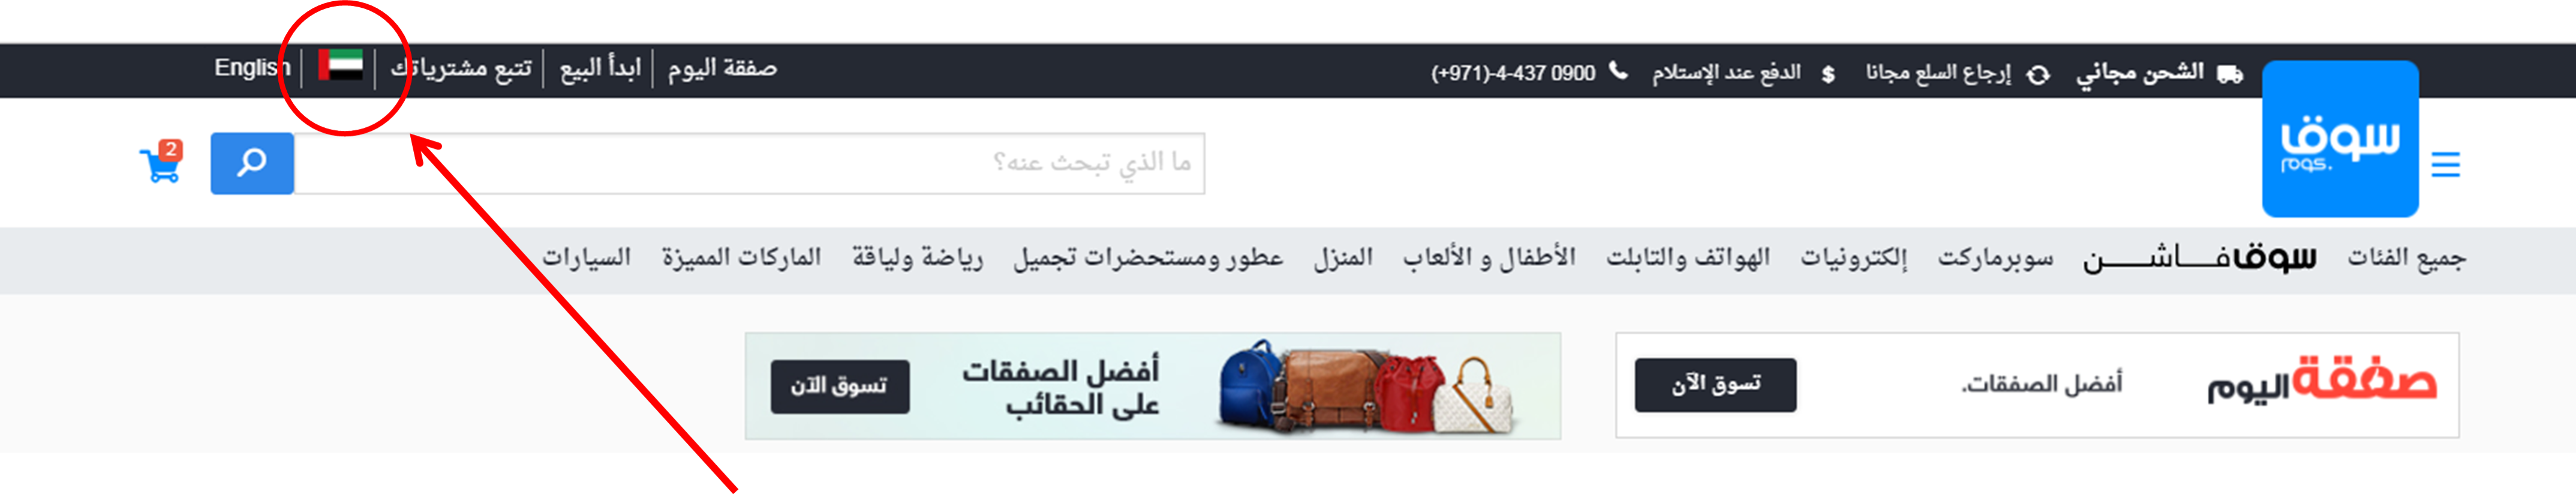 الشحن مجاني إرجاع السلع مجانا $ الدفع عند الإستلام (+971)-4-437 0900 صفقة اليوم | ابدأ البيع | تتبع مشترياتك | English
سوق
souq.
ما الذي تبحث عنه؟
2
جميع الفئات سوق فاشن سوبرماركت إلكترونيات الهواتف والتابلت الأطفال و الألعاب المنزل عطور ومستحضرات تجميل رياضة ولياقة الماركات المميزة السيارات
صفقة اليوم أفضل الصفقات. تسوق الآن
أفضل الصفقات
على الحقائب
تسوق الآن